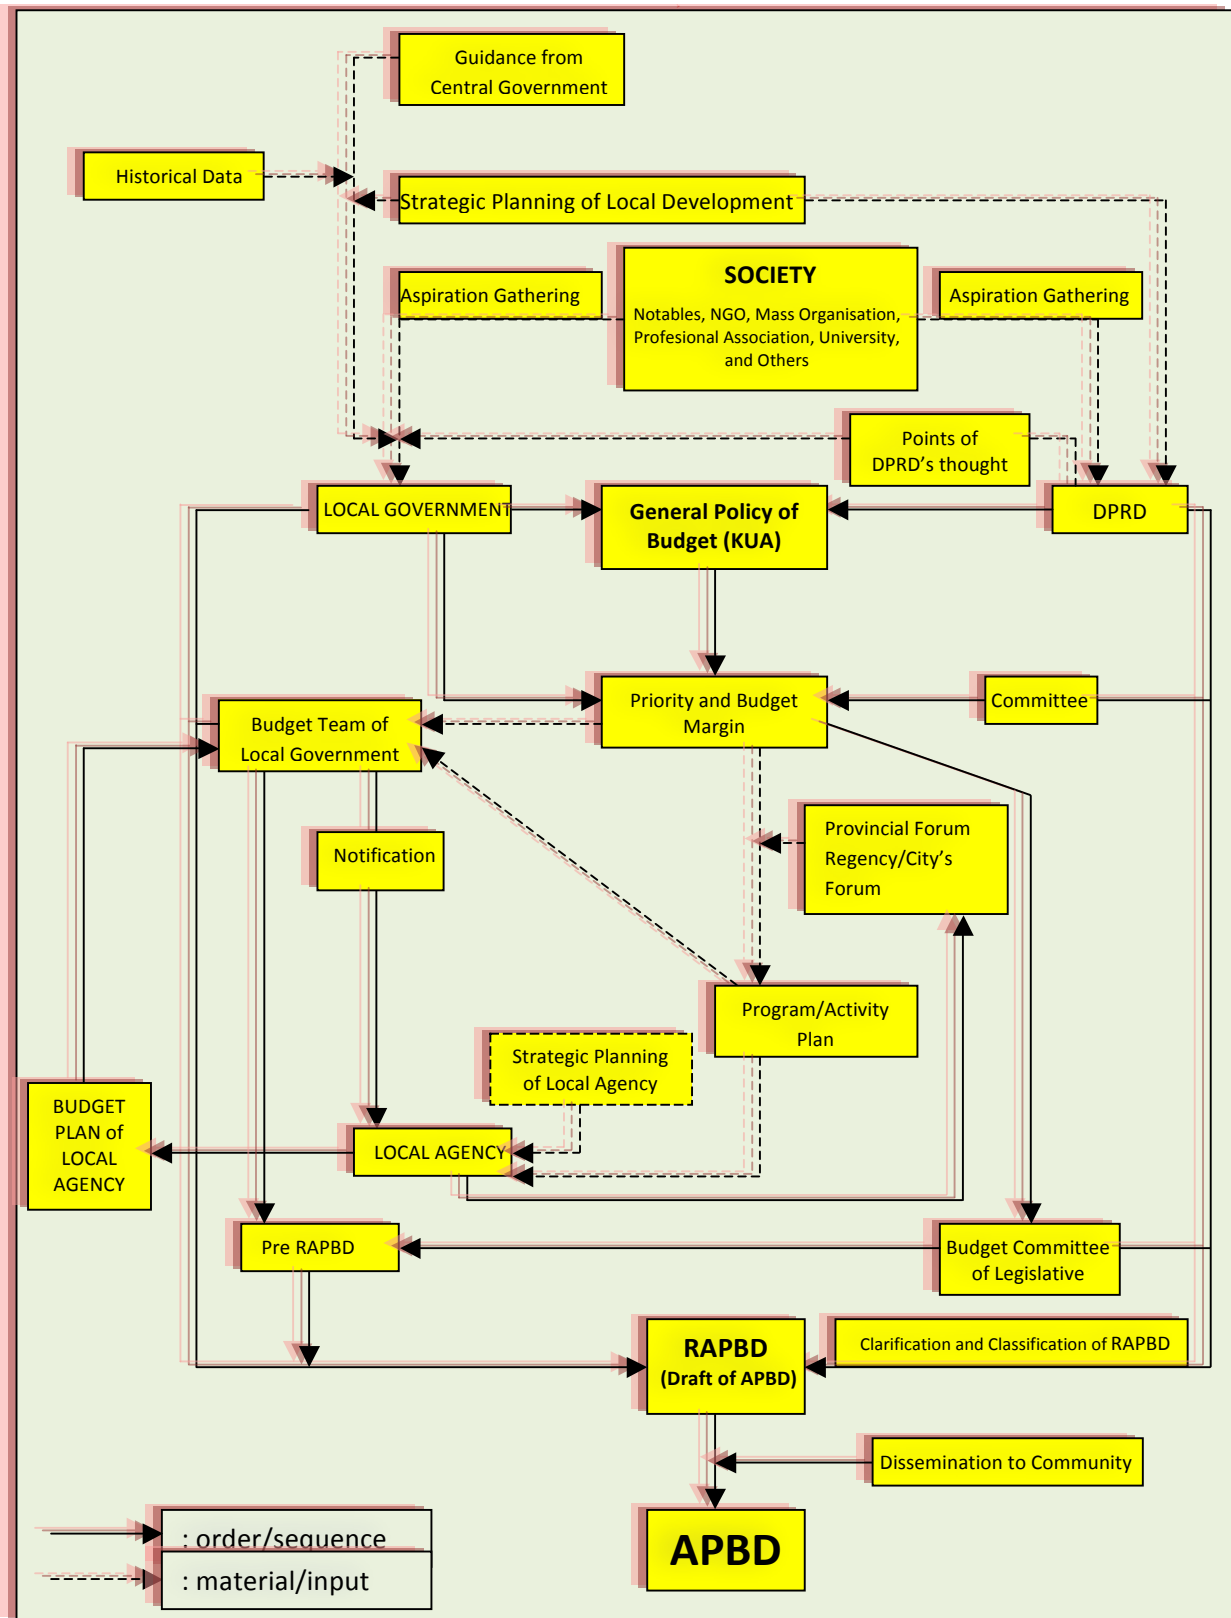 Guidance from
Central Government
Historical Data
Strategic Planning of Local Development
SOCIETY
Notables, NGO, Mass Organisation,
Profesional Association, University,
and Others
Aspiration Gathering
Aspiration Gathering
Points of
DPRD's thought
LOCAL GOVERNMENT
General Policy of
Budget (KUA)
DPRD
Priority and Budget
Margin
Committee
Budget Team of
Local Government
Notification
Provincial Forum
Regency/City's
Forum
Program/Activity
Plan
Strategic Planning
of Local Agency
BUDGET
PLAN of
LOCAL
AGENCY
LOCAL AGENCY
Pre RAPBD
Budget Committee
of Legislative
RAPBD
(Draft of APBD)
Clarification and Classification of RAPBD
Dissemination to Community
APBD
: order/sequence
: material/input